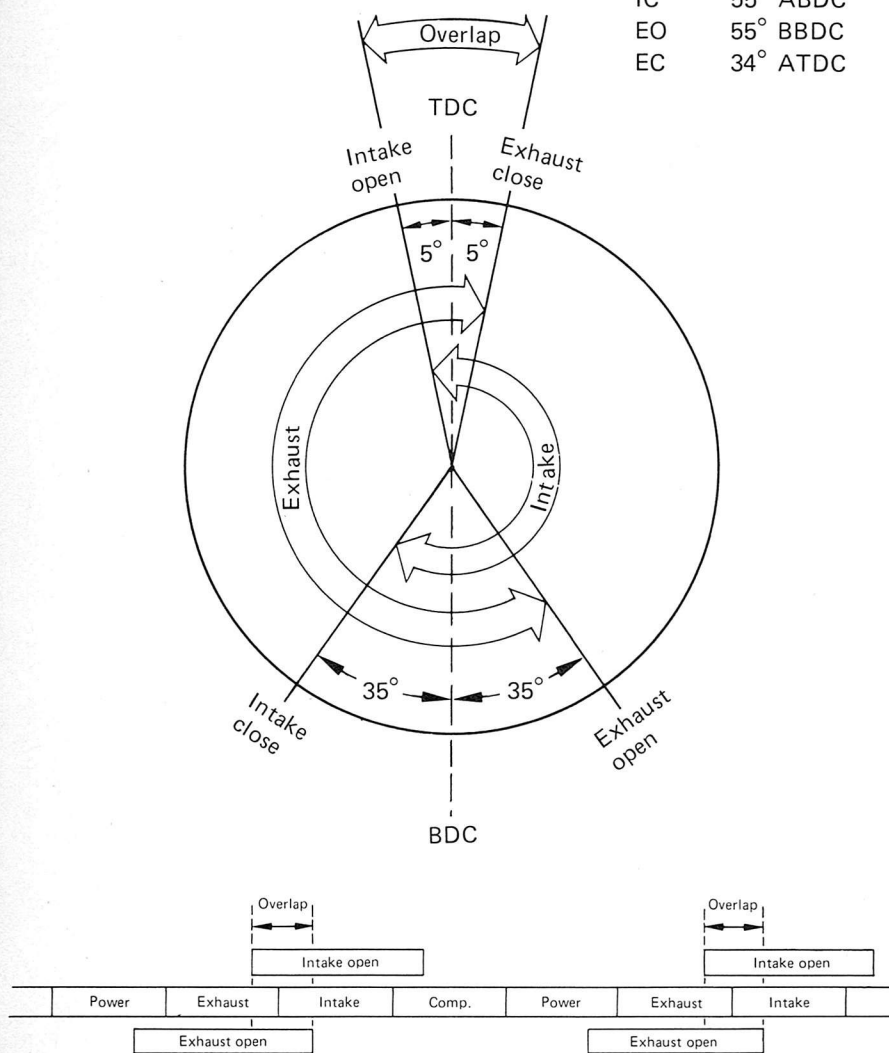 IC 55° ABDC
EO 55° BBDC
EC 34° ATDC
Overlap
TDC
Intake
open
Exhaust
close
5° 5°
Exhaust
Intake
35° 35°
Intake
close
Exhaust
open
BDC
Overlap Overlap
Intake open Intake open
Power Exhaust Intake Comp. Power Exhaust Intake
Exhaust open Exhaust open